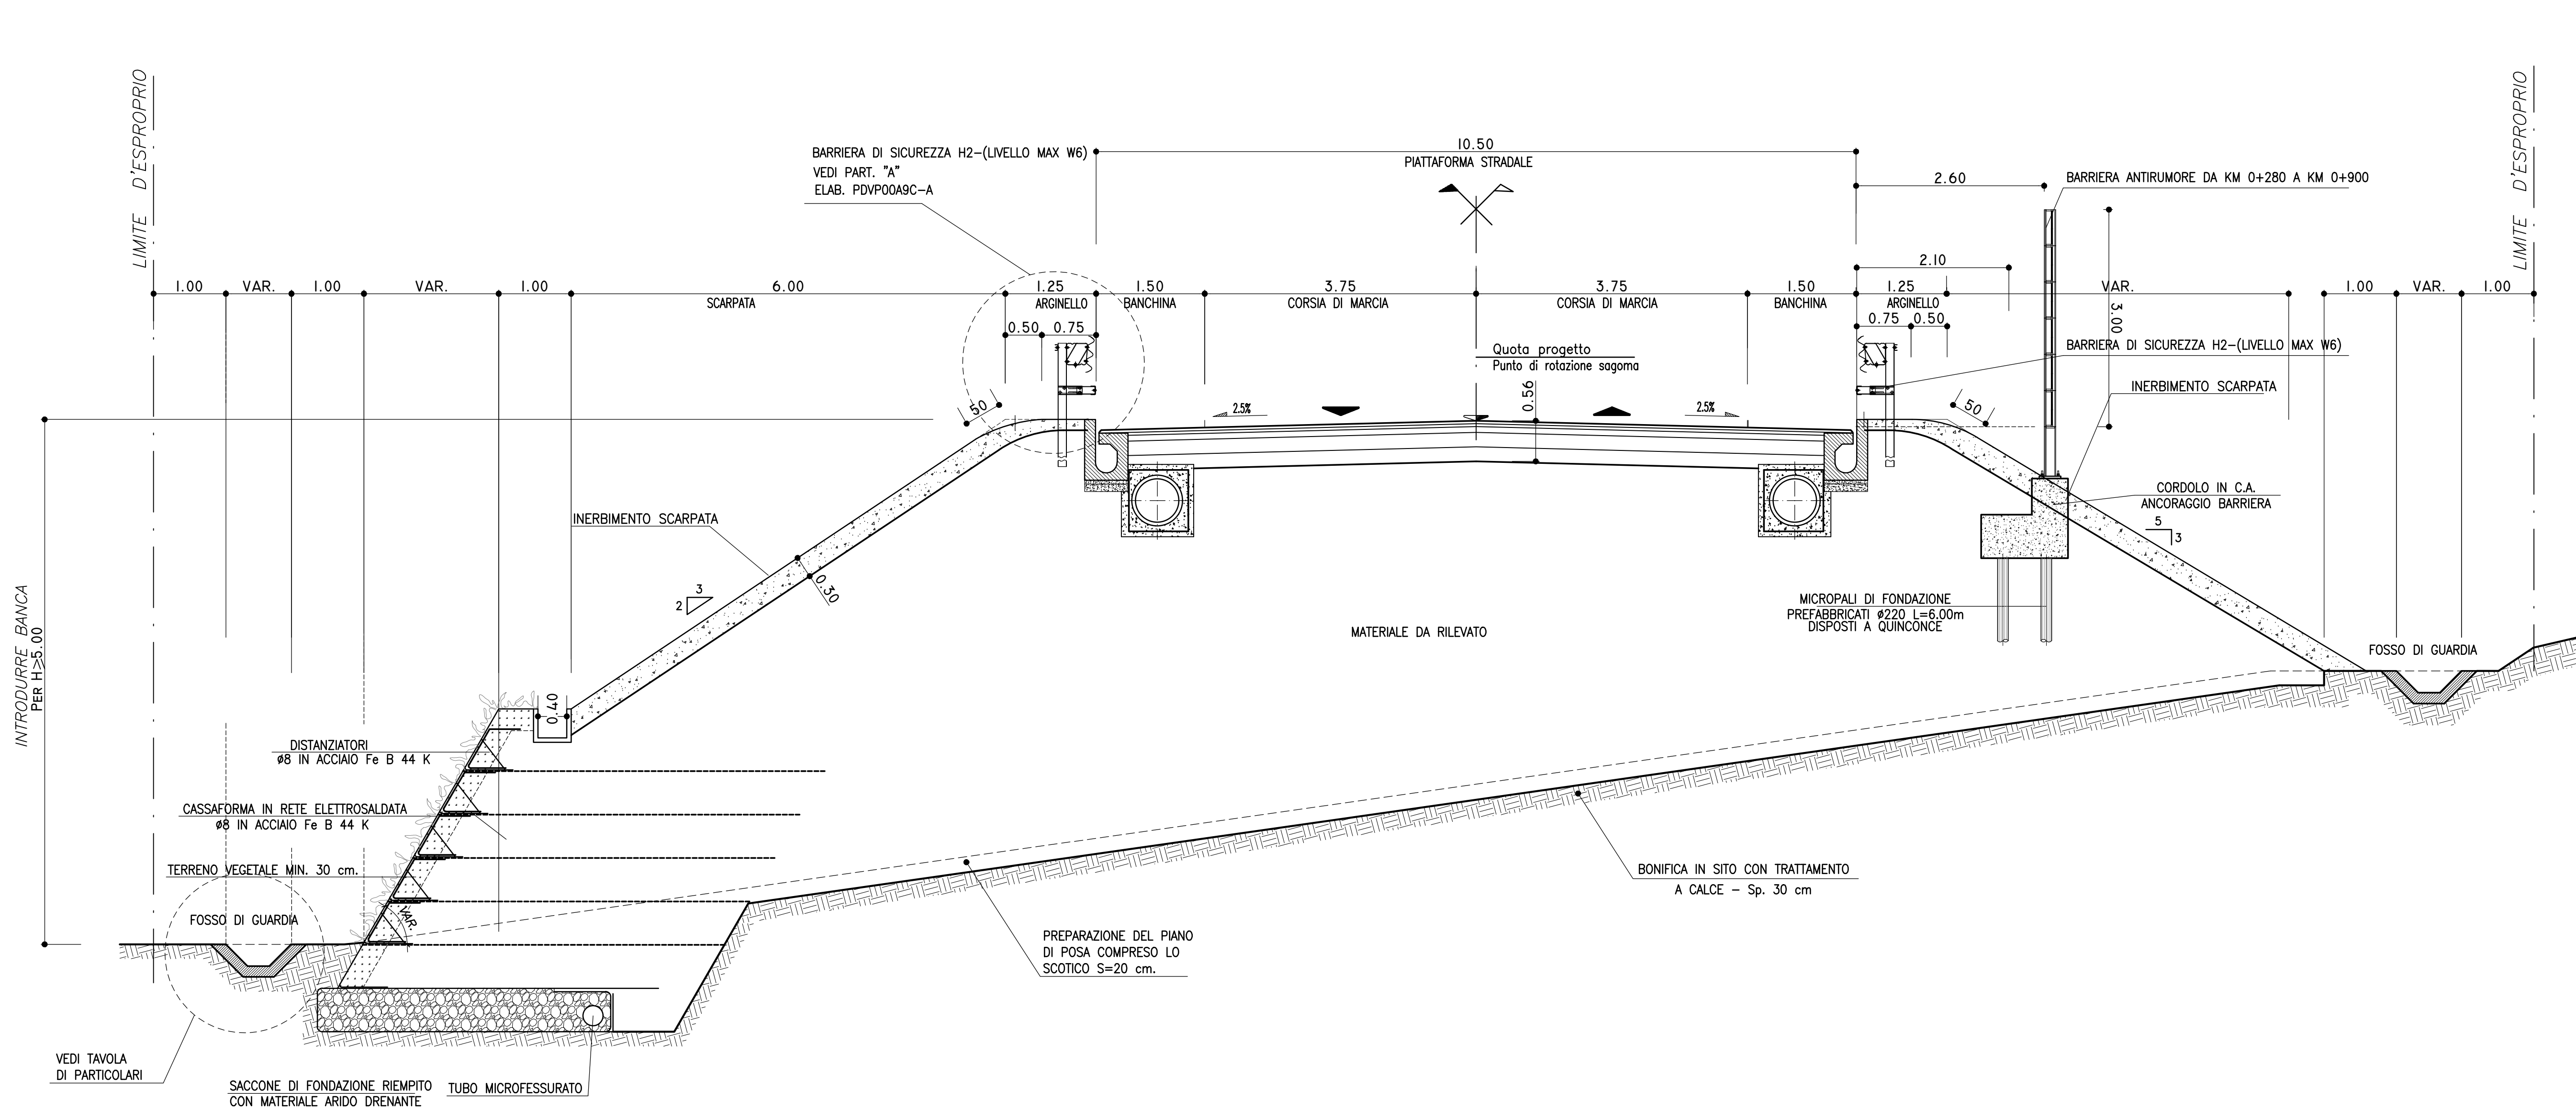 LIMITE D'ESPROPRIO
LIMITE D'ESPROPRIO
BARRIERA DI SICUREZZA H2-(LIVELLO MAX W6)
VEDI PART. "A"
ELAB. PDVP00A9C-A
10.50
PIATTAFORMA STRADALE
2.60
BARRIERA ANTIRUMORE DA KM 0+280 A KM 0+900
2.10
1.00
VAR.
1.00
VAR.
1.00
6.00
SCARPATA
1.25
ARGINELLO
1.50
BANCHINA
3.75
CORSIA DI MARCIA
3.75
CORSIA DI MARCIA
1.50
BANCHINA
1.25
ARGINELLO
VAR.
1.00
VAR.
1.00
0.50
0.75
0.75
0.50
3.00
Quota progetto
Punto di rotazione sagoma
BARRIERA DI SICUREZZA H2-(LIVELLO MAX W6)
INERBIMENTO SCARPATA
50
2.5%
0.56
2.5%
50
CORDOLO IN C.A.
ANCORAGGIO BARRIERA
5
3
INERBIMENTO SCARPATA
0.30
3
2
MICROPALI DI FONDAZIONE
PREFABBRICATI ø220 L=6.00m
DISPOSTI A QUINCONCE
MATERIALE DA RILEVATO
FOSSO DI GUARDIA
INTRODURRE BANCA
PER H≥5.00
0.40
DISTANZIATORI
ø8 IN ACCIAIO Fe B 44 K
CASSAFORMA IN RETE ELETTROSALDATA
ø8 IN ACCIAIO Fe B 44 K
TERRENO VEGETALE MIN. 30 cm.
VAR.
FOSSO DI GUARDIA
BONIFICA IN SITO CON TRATTAMENTO
A CALCE - Sp. 30 cm
PREPARAZIONE DEL PIANO
DI POSA COMPRESO LO
SCOTICO S=20 cm.
VEDI TAVOLA
DI PARTICOLARI
SACCONE DI FONDAZIONE RIEMPITO
CON MATERIALE ARIDO DRENANTE
TUBO MICROFESSURATO